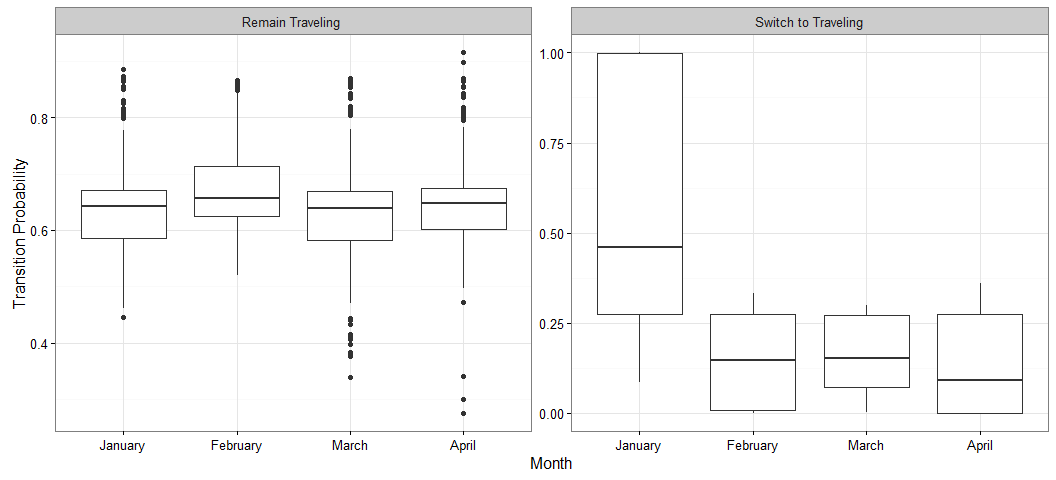 Remain Traveling
Switch to Traveling
Transition Probability
0.8
0.6
0.4
1.00
0.75
0.50
0.25
0.00
January February March April
January February March April
Month